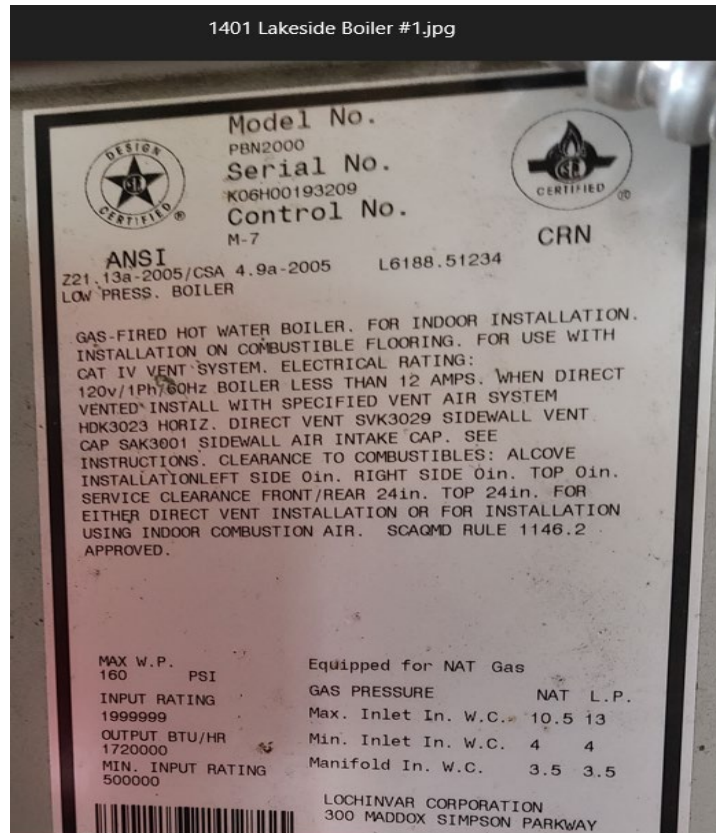 1401 Lakeside Boiler #1.jpg
Model No.
PBN2000
Serial No.
K06H00193209
Control No.
M-7
DESIGN
CERTIFIED
®
CERTIFIED
®
ANSI
CRN
Z21.13a-2005/CSA 4.9a-2005 L6188.51234
LOW PRESS. BOILER
GAS-FIRED HOT WATER BOILER. FOR INDOOR INSTALLATION.
INSTALLATION ON COMBUSTIBLE FLOORING. FOR USE WITH
CAT IV VENT SYSTEM. ELECTRICAL RATING:
120v/1Ph/60Hz BOILER LESS THAN 12 AMPS. WHEN DIRECT
VENTED INSTALL WITH SPECIFIED VENT AIR SYSTEM
HDK3023 HORIZ. DIRECT VENT SVK3029 SIDEWALL VENT
CAP SAK3001 SIDEWALL AIR INTAKE CAP. SEE
INSTRUCTIONS. CLEARANCE TO COMBUSTIBLES: ALCOVE
INSTALLATIONLEFT SIDE 0in. RIGHT SIDE 0in. TOP 0in.
SERVICE CLEARANCE FRONT/REAR 24in. TOP 24in. FOR
EITHER DIRECT VENT INSTALLATION OR FOR INSTALLATION
USING INDOOR COMBUSTION AIR. SCAQMD RULE 1146.2
APPROVED.
MAX W.P.
160 PSI
INPUT RATING
1999999
OUTPUT BTU/HR
1720000
MIN. INPUT RATING
500000
Equipped for NAT Gas
GAS PRESSURE NAT L.P.
Max. Inlet In. W.C. 10.5 13
Min. Inlet In. W.C. 4 4
Manifold In. W.C. 3.5 3.5
LOCHINVAR CORPORATION
300 MADDOX SIMPSON PARKWAY